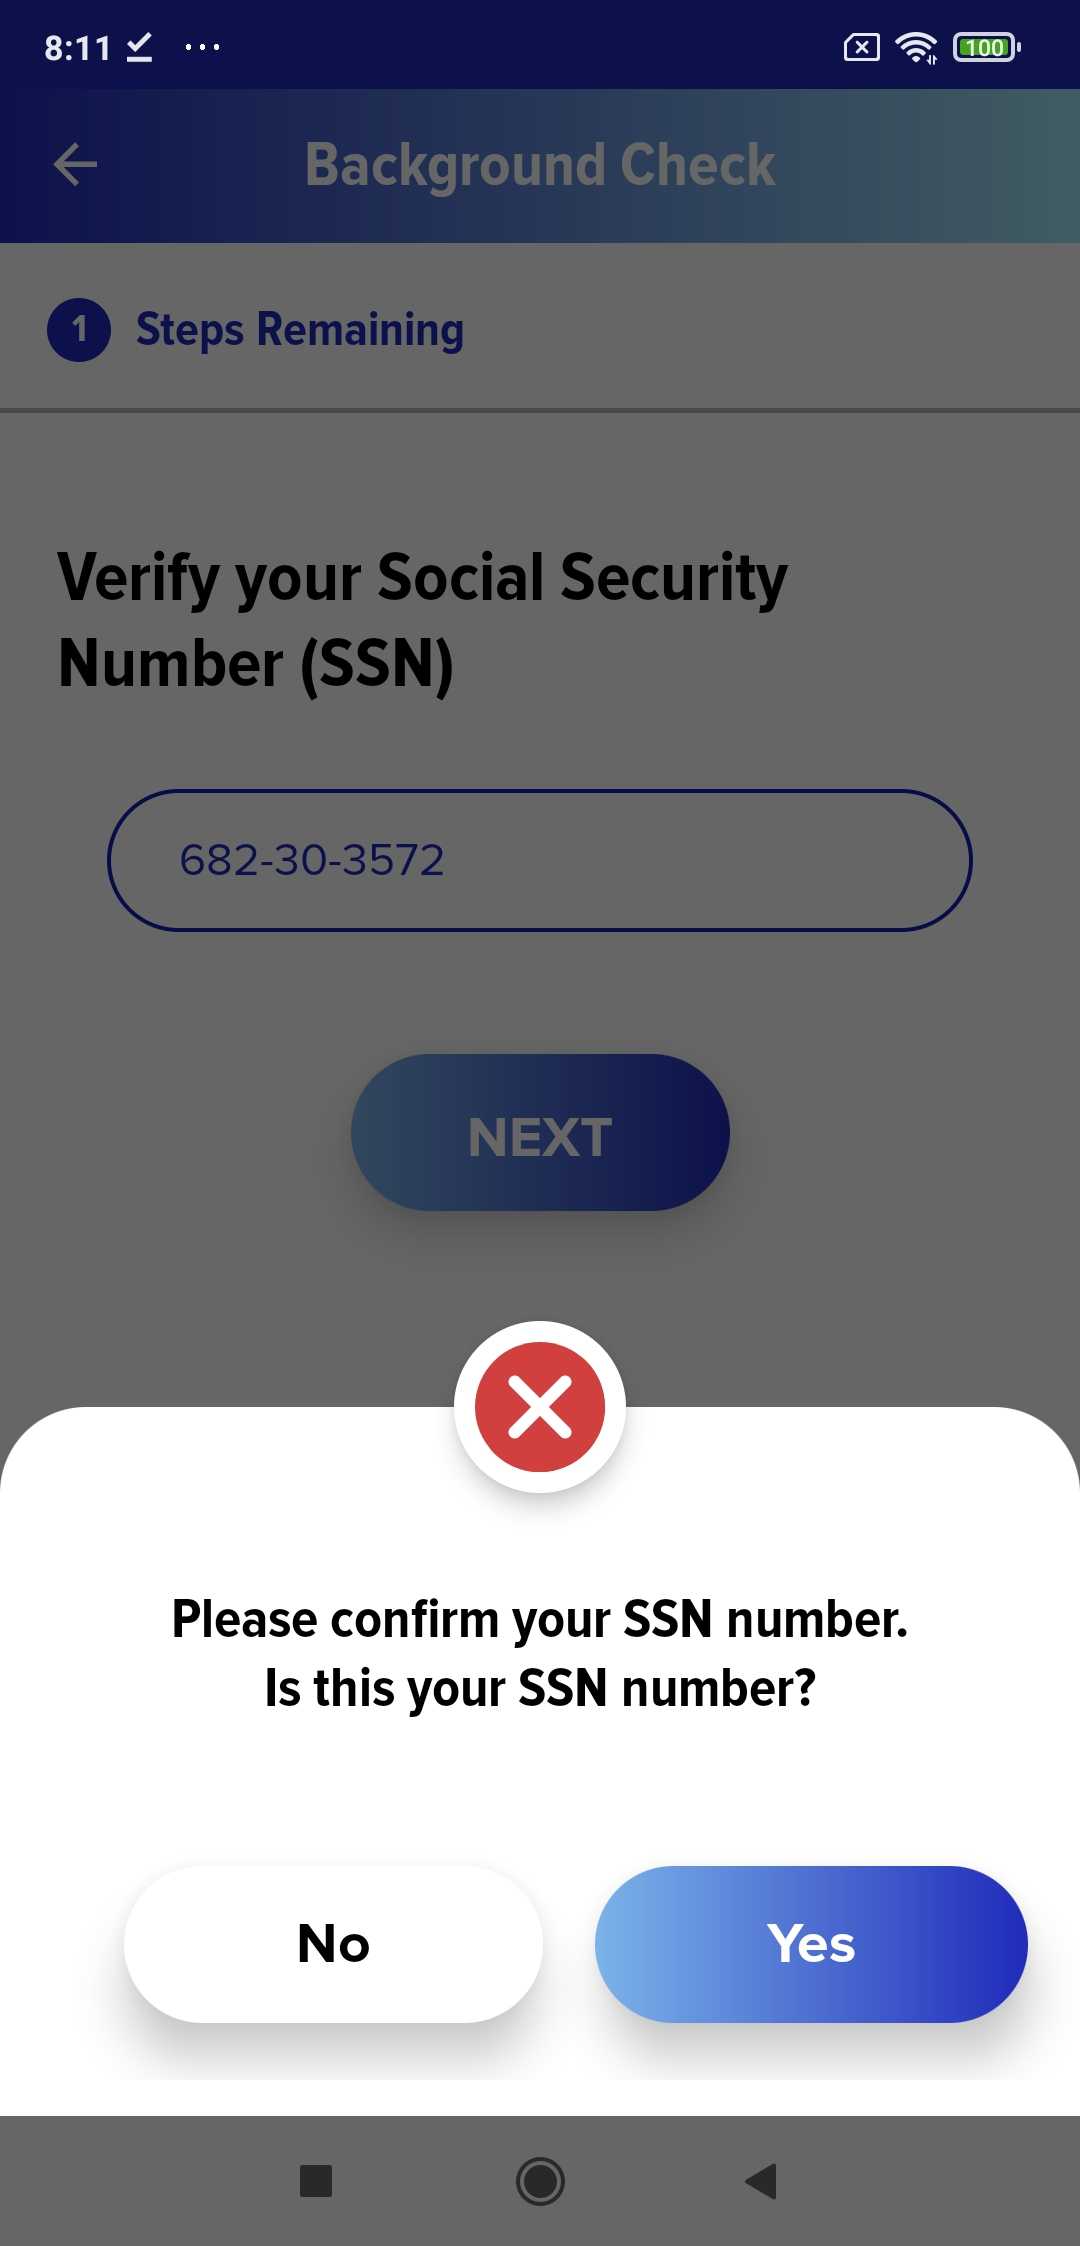 8:11
100
Background Check
1 Steps Remaining
Verify your Social Security
Number (SSN)
682-30-3572
NEXT
Please confirm your SSN number.
Is this your SSN number?
No
Yes